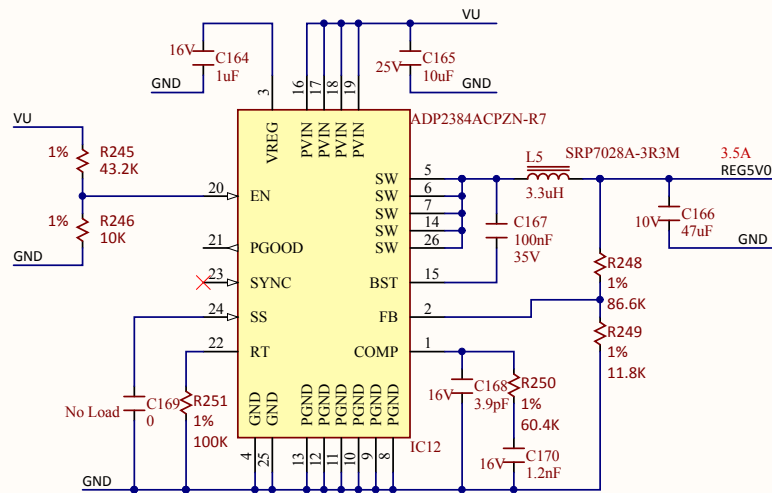 VU
16V
C164
1uF
GND
25V
C165
10uF
GND
3
16
17
18
19
VREG
PVIN
PVIN
PVIN
PVIN
ADP2384ACPZN-R7
VU
1%
R245
43.2K
1%
R246
10K
GND
20
EN
21
PGOOD
23
SYNC
24
SS
22
RT
SW
5
SW
6
SW
7
SW
14
SW
26
BST
15
FB
2
COMP
1
L5
SRP7028A-3R3M
3.3uH
3.5A
REG5V0
C167
100nF
35V
10V
C166
47uF
GND
R248
1%
86.6K
R249
1%
11.8K
No Load
C169
0
R251
1%
100K
GND
GND
PGND
PGND
PGND
PGND
PGND
PGND
16V
C168
3.9pF
R250
1%
60.4K
16V
C170
1.2nF
IC12
4
25
13
12
11
10
9
8
GND